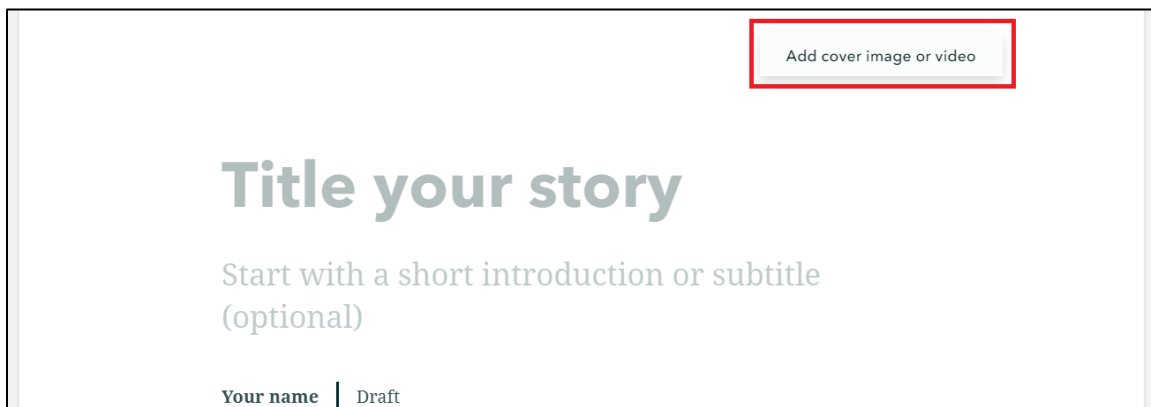 Add cover image or video
Title your story
Start with a short introduction or subtitle
(optional)
Your name | Draft